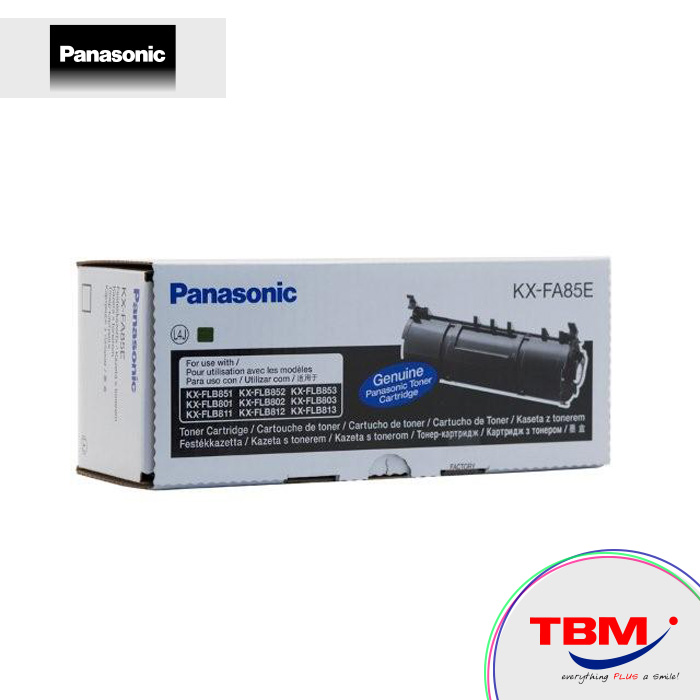 Panasonic
Panasonic
KX-FA85E
KX-FA85E
For use with /
Pour utilisation avec les modèles
Para uso con / Utilizar com / 适用于
KX-FLB851 KX-FLB852 KX-FLB853
KX-FLB801 KX-FLB802 KX-FLB803
KX-FLB811 KX-FLB812 KX-FLB813
Genuine
Panasonic Toner
Cartridge
Toner Cartridge / Cartouche de toner / Cartucho de toner / Cartucho de Toner / Kaseta z tonerem
Festékkazetta / Kazeta s tonerem / Kazeta s tonerom / Тонер-картридж / Картридж з тонером / 墨盒
FACTORY
TBM
everything PLUS a smile!